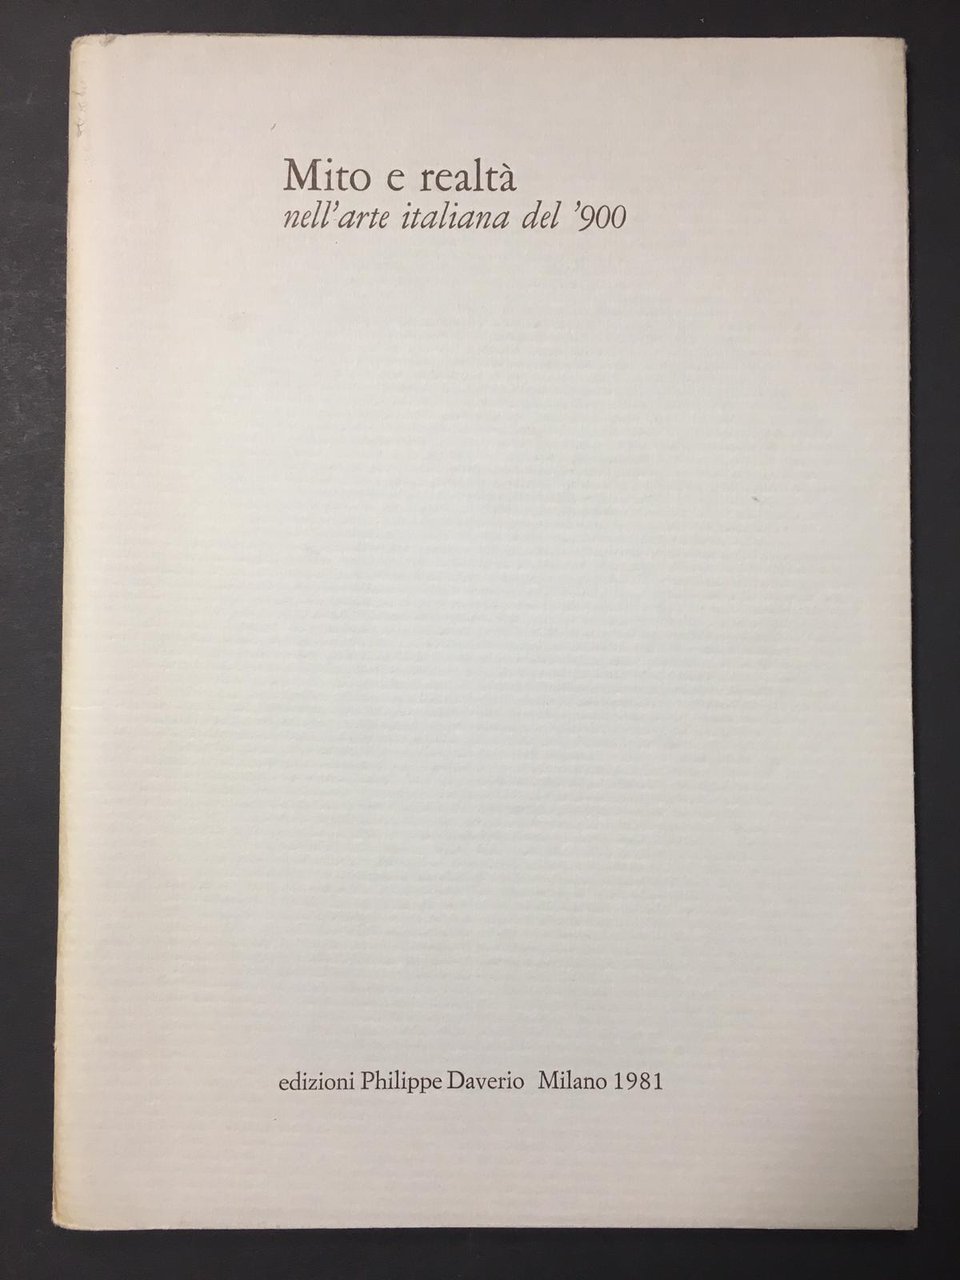 Mito e realtà
nell'arte italiana del '900
edizioni Philippe Daverio Milano 1981